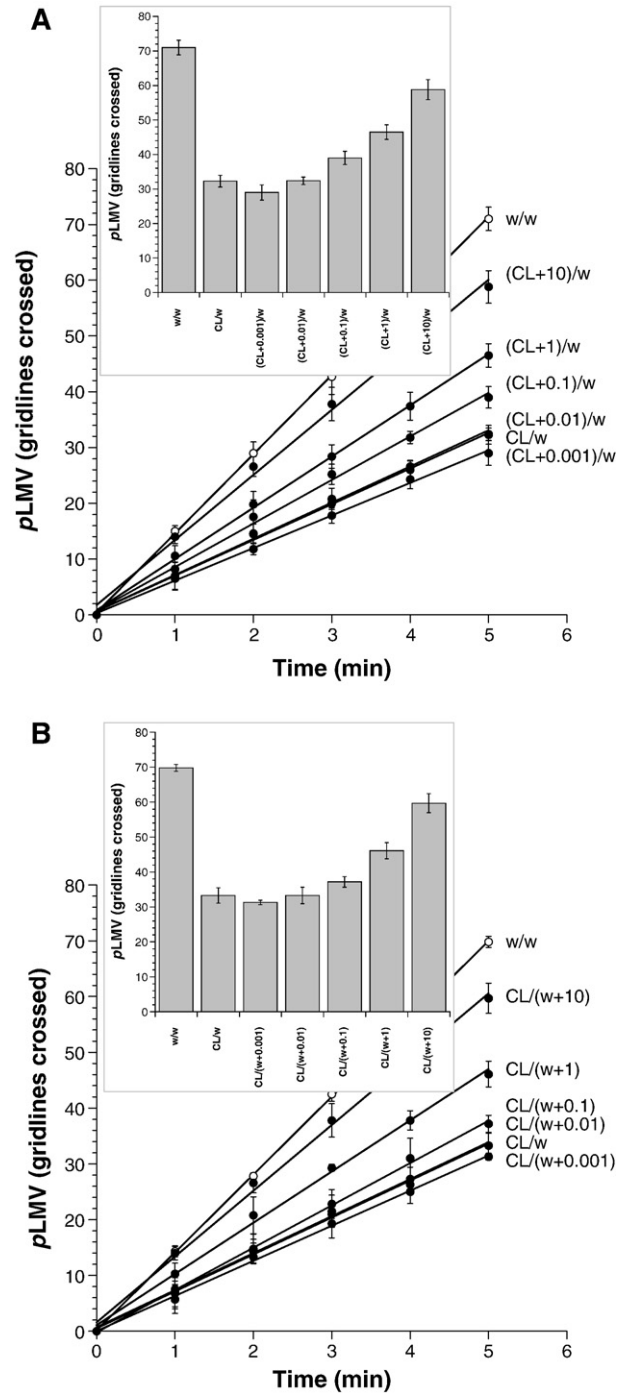 A
80
70
60
50
40
30
20
10
0
pLMV (gridlines crossed)
w/w
CL/w
(CL+0.001)/w
(CL+0.01)/w
(CL+0.1)/w
(CL+1)/w
(CL+10)/w
80
70
60
50
40
30
20
10
0
pLMV (gridlines crossed)
w/w
(CL+10)/w
(CL+1)/w
(CL+0.1)/w
(CL+0.01)/w
CL/w
(CL+0.001)/w
0 1 2 3 4 5 6
Time (min)
B
80
70
60
50
40
30
20
10
0
pLMV (gridlines crossed)
w/w
CL/w
CL/(w+0.001)
CL/(w+0.01)
CL/(w+0.1)
CL/(w+1)
CL/(w+10)
80
70
60
50
40
30
20
10
0
pLMV (gridlines crossed)
w/w
CL/(w+10)
CL/(w+1)
CL/(w+0.1)
CL/(w+0.01)
CL/w
CL/(w+0.001)
0 1 2 3 4 5 6
Time (min)